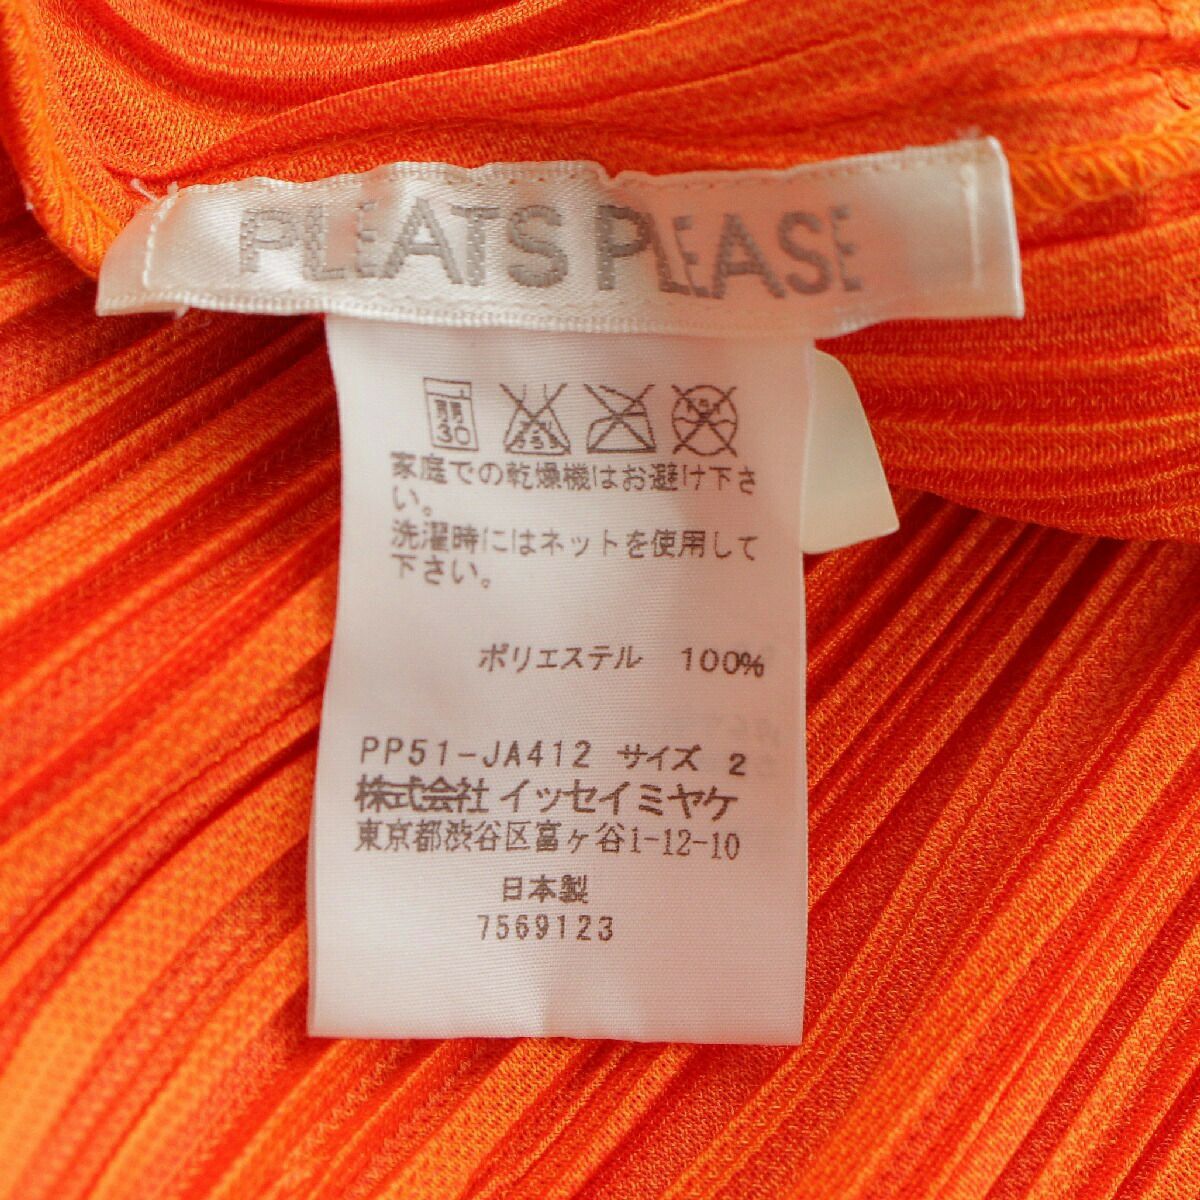 PLEATS PLEASE
弱
30
家庭での乾燥機はお避け下さ
い。
洗濯時にはネットを使用して
下さい。
ポリエステル 100%
PP51-JA412 サイズ 2
株式会社 イッセイミヤケ
東京都渋谷区富ヶ谷1-12-10
日本製
7569123